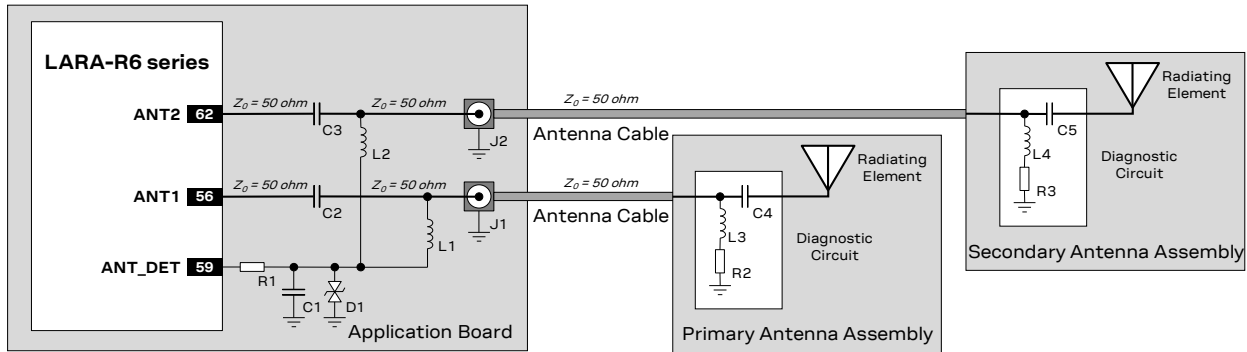 LARA-R6 series
ANT2 62
Z0 = 50 ohm
C3
Z0 = 50 ohm
J2
L2
Z0 = 50 ohm
Antenna Cable
ANT1 56
Z0 = 50 ohm
C2
Z0 = 50 ohm
J1
L1
Z0 = 50 ohm
Antenna Cable
ANT_DET 59
R1
C1
D1
Application Board
Radiating
Element
C4
L3
R2
Diagnostic
Circuit
Primary Antenna Assembly
Radiating
Element
C5
L4
R3
Diagnostic
Circuit
Secondary Antenna Assembly